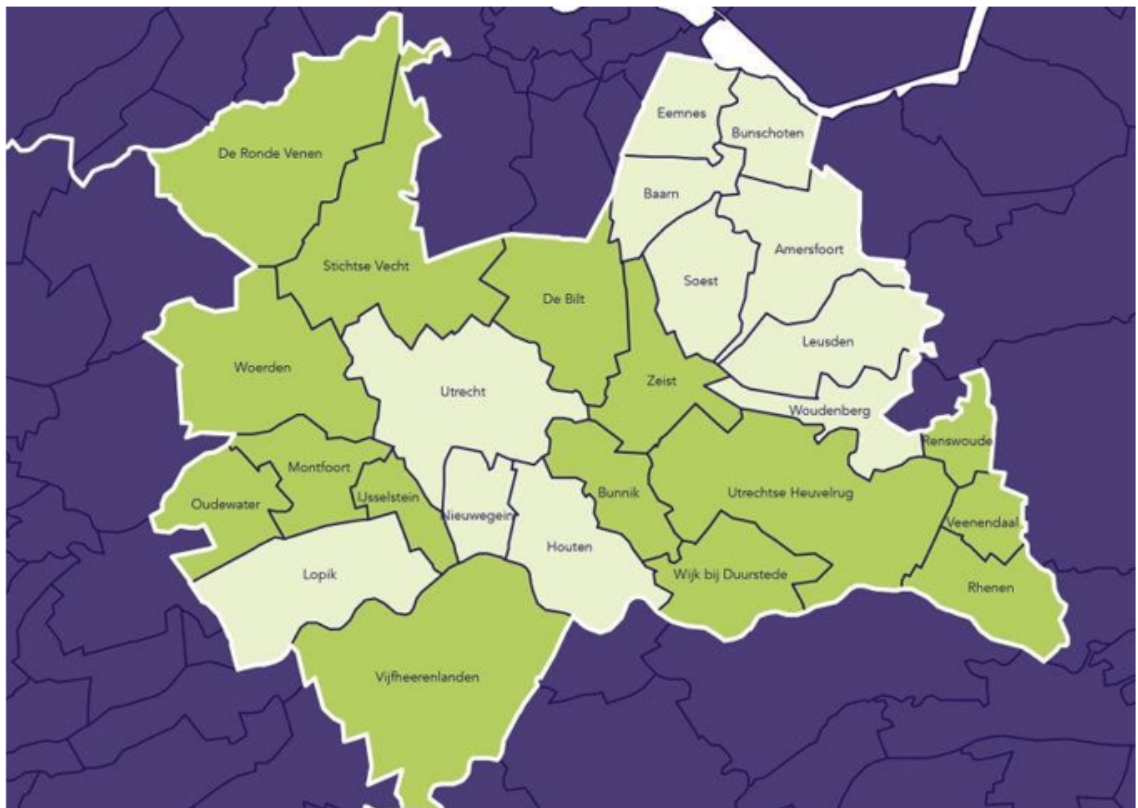 Eemnes
Bunschoten
De Ronde Venen
Baarn
Amersfoort
Stichtse Vecht
Soest
De Bilt
Leusden
Woerden
Zeist
Utrecht
Woudenberg
Renswoude
Montfoort
Utrechtse Heuvelrug
Bunnik
IJsselstein
Oudewater
Nieuwegein
Veenendaal
Houten
Lopik
Wijk bij Duurstede
Rhenen
Vijfheerenlanden